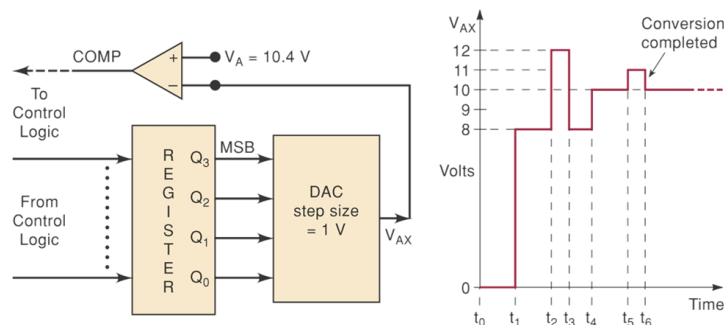 COMP
+
V_A = 10.4 V
−
To
Control
Logic
From
Control
Logic
REGISTER
Q3
Q2
Q1
Q0
MSB
DAC
step size
= 1 V
V_AX
V_AX
Conversion
completed
12
11
10
9
8
Volts
0
Time
t0 t1 t2 t3 t4 t5 t6